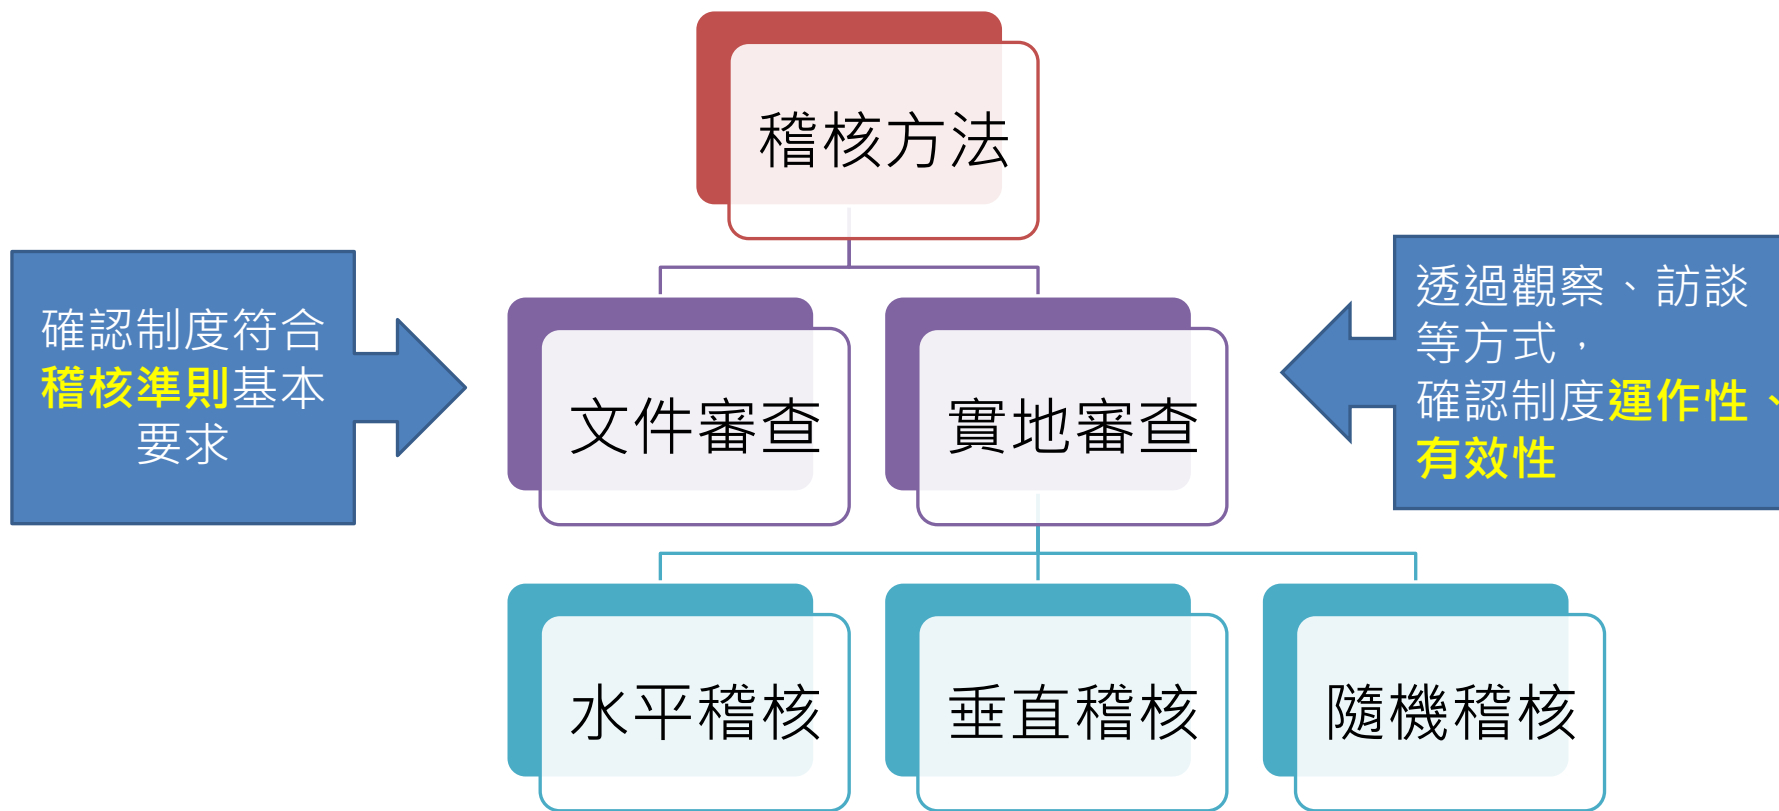 稽核方法
確認制度符合
稽核準則基本
要求
文件審查
實地審查
透過觀察、訪談
等方式，
確認制度運作性、
有效性
水平稽核
垂直稽核
隨機稽核